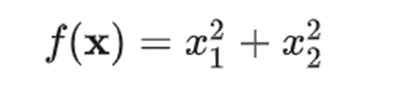 f(𝐱) = x₁² + x₂²